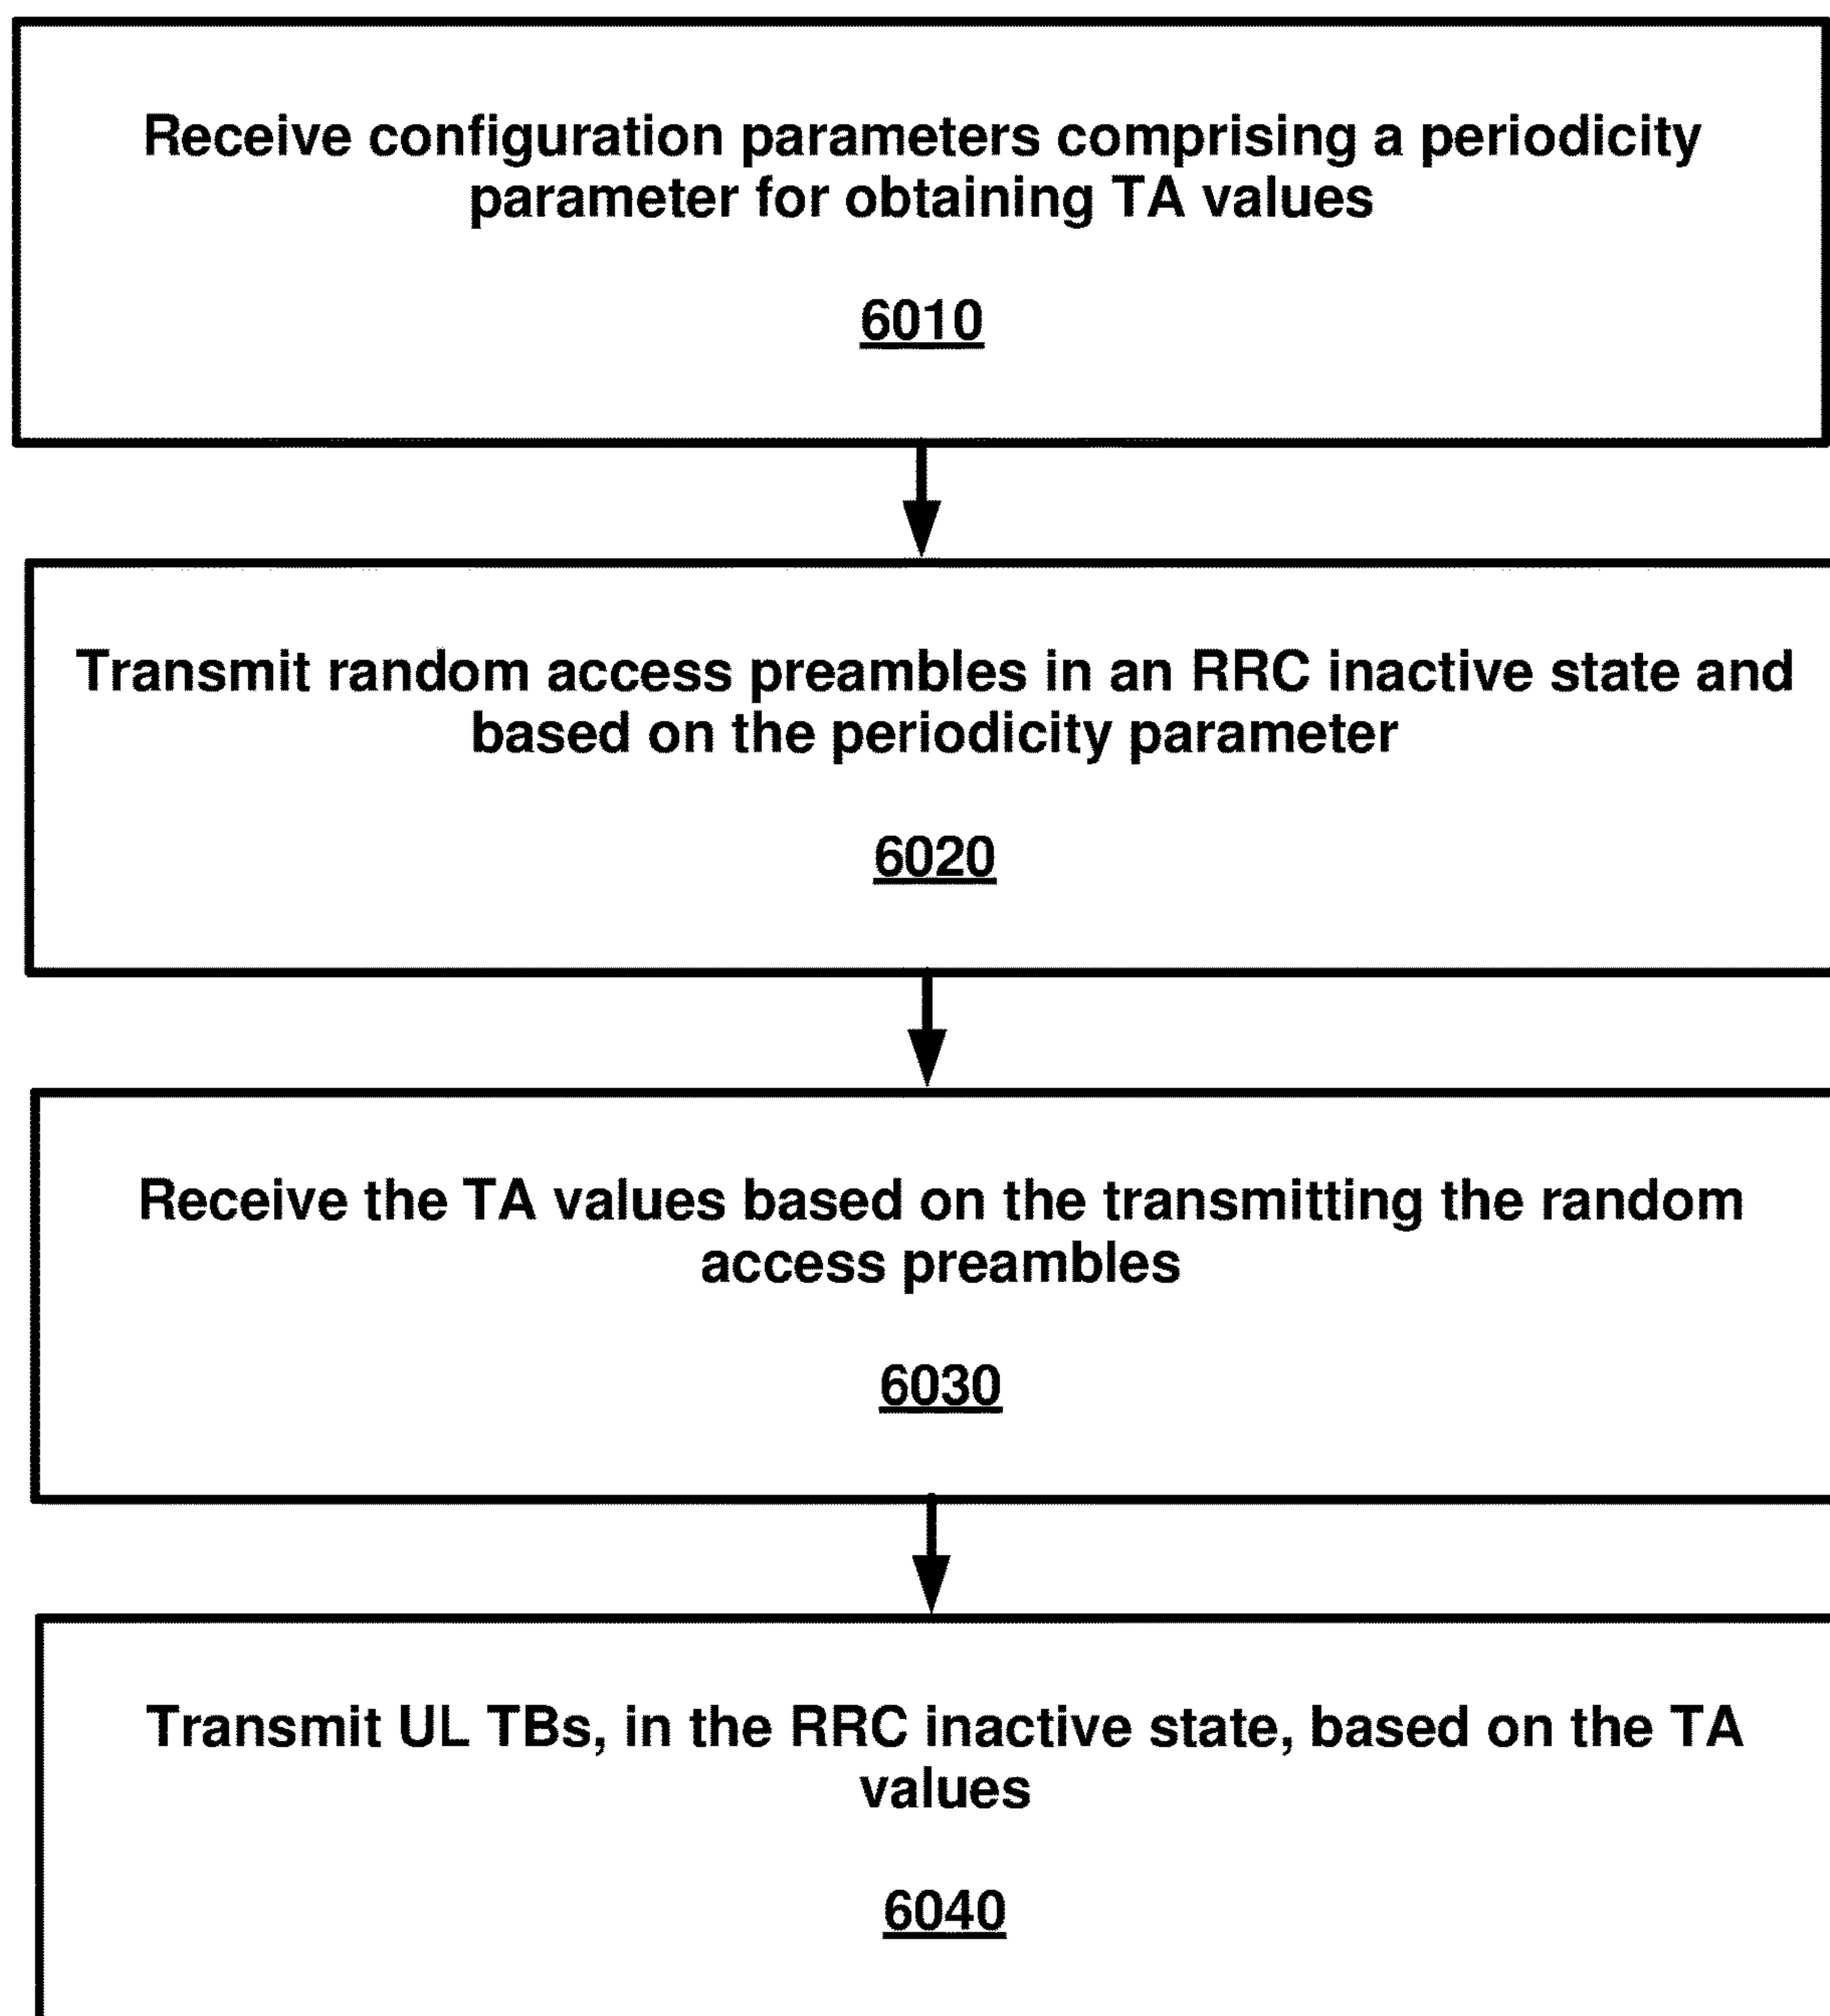 Receive configuration parameters comprising a periodicity
parameter for obtaining TA values
6010
Transmit random access preambles in an RRC inactive state and
based on the periodicity parameter
6020
Receive the TA values based on the transmitting the random
access preambles
6030
Transmit UL TBs, in the RRC inactive state, based on the TA
values
6040